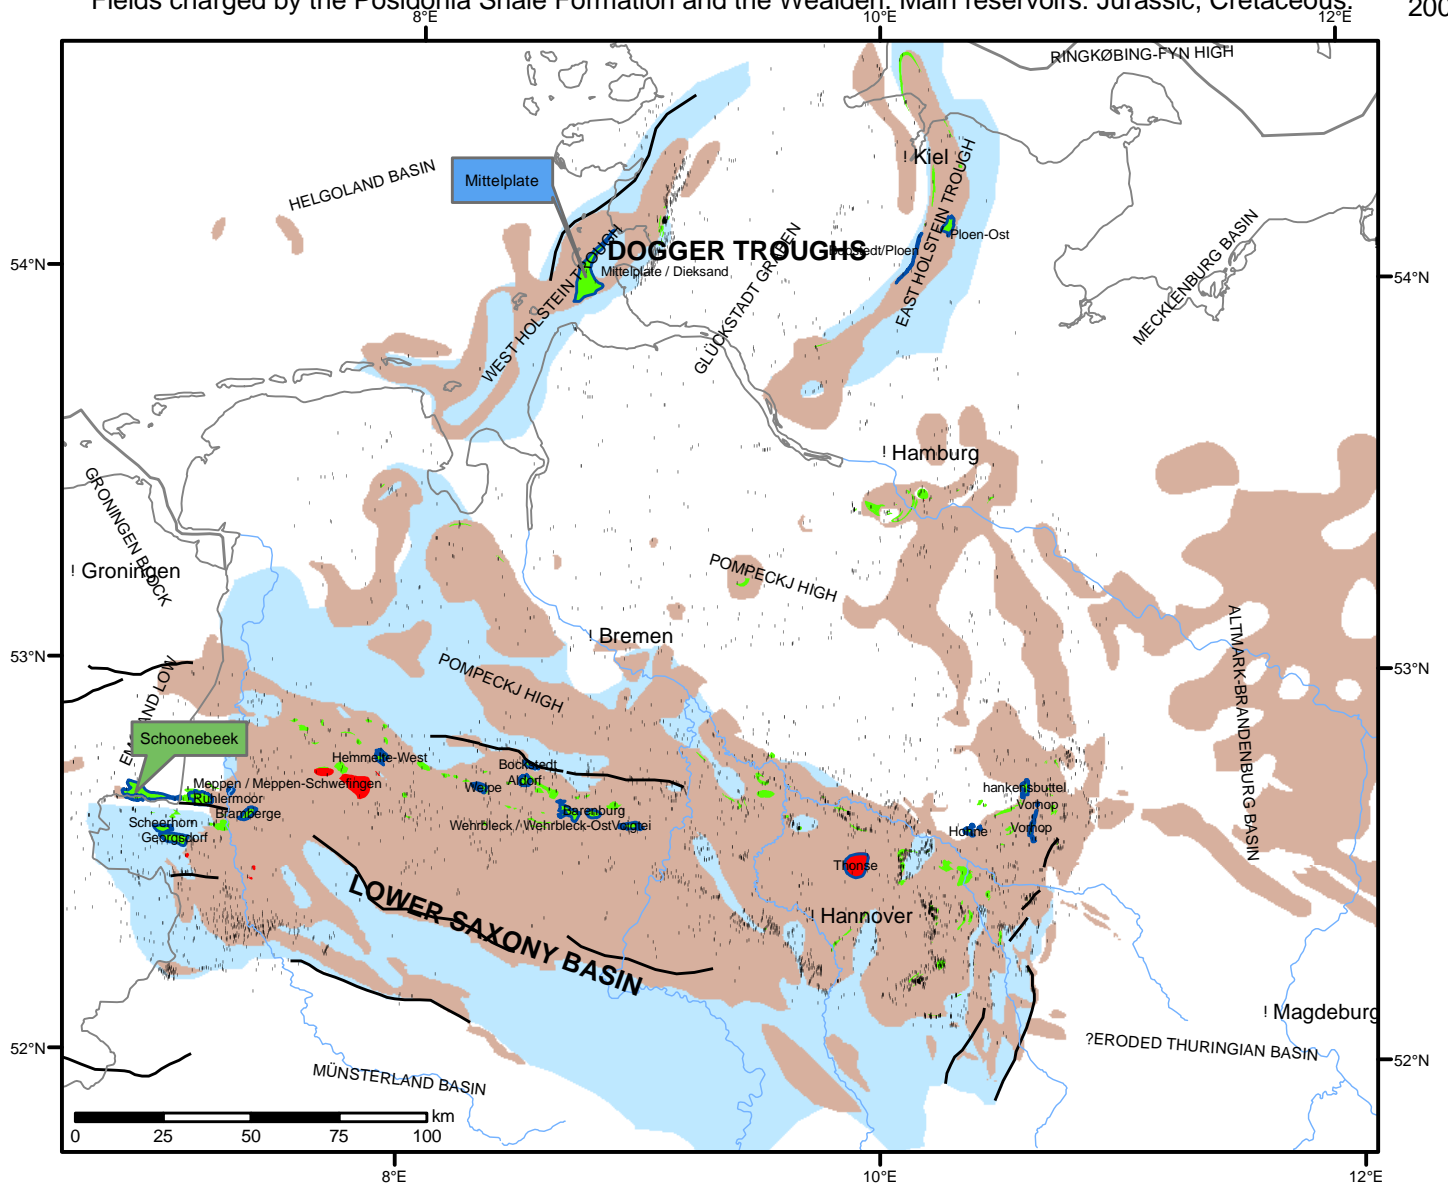 Fields charged by the Posidonia Shale Formation and the Wealden. Main reservoirs: Jurassic, Cretaceous.
200
8°E
10°E
12°E
RINGKØBING-FYN HIGH
! Kiel
HELGOLAND BASIN
Mittelplate
EAST HOLSTEIN TROUGH
Ploen-Ost
DOGGER TROUGHS
Mittelplate / Dieksand
WEST HOLSTEIN TROUGH
GLÜCKSTADT GRABEN
MECKLENBURG BASIN
54°N
54°N
! Hamburg
GRONINGEN BLOCK
! Groningen
POMPECKJ HIGH
! Bremen
53°N
53°N
POMPECKJ HIGH
ALTMARK-BRANDENBURG BASIN
Schoonebeek
Hemmelte-West
Bockstedt
Aldorf
Meppen / Meppen-Schwefingen
Welpe
hankensbuttel
Rühlermoor
Vorhop
Bramberge
Barenburg
Scheerhorn
Wehrbleck / Wehrbleck-Ost
Voigtei
Hohne
Vorhop
Georgsdorf
Thonse
LOWER SAXONY BASIN
! Hannover
! Magdeburg
52°N
52°N
?ERODED THURINGIAN BASIN
MÜNSTERLAND BASIN
km
0
25
50
75
100
8°E
10°E
12°E